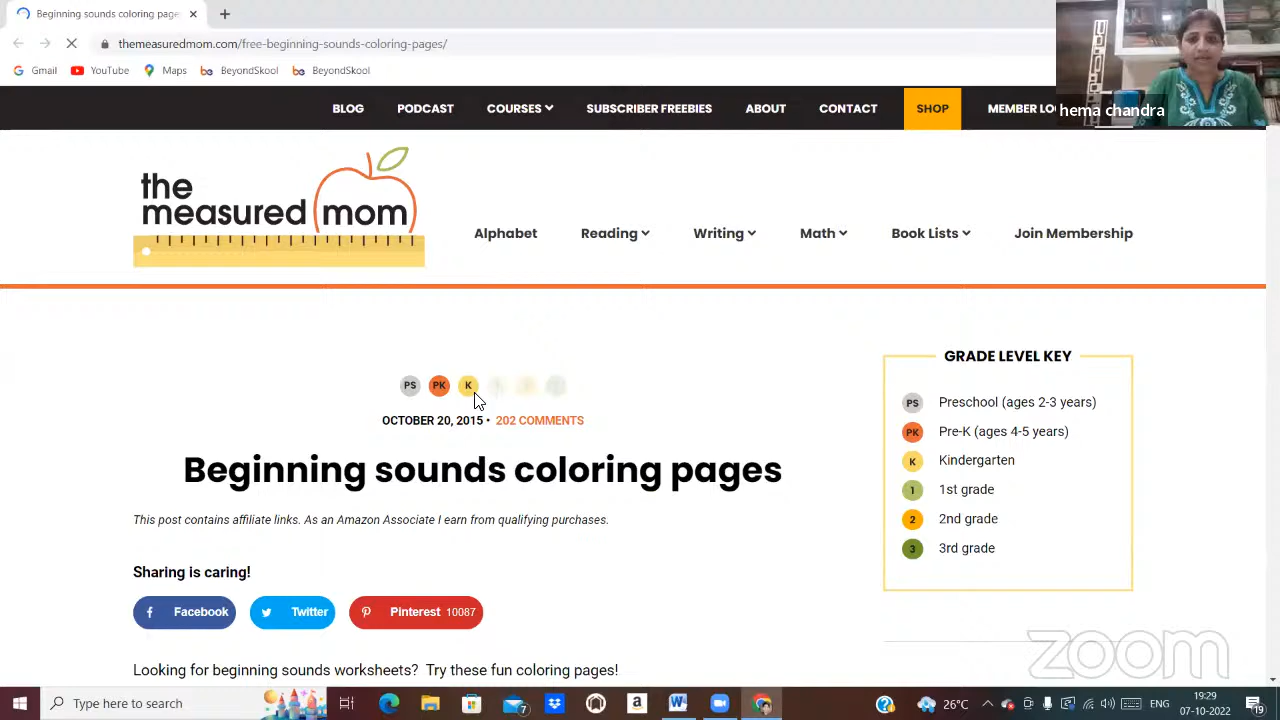 Beginning sounds coloring page
themeasuredmom.com/free-beginning-sounds-coloring-pages/
Gmail YouTube Maps BeyondSkool BeyondSkool
BLOG PODCAST COURSES SUBSCRIBER FREEBIES ABOUT CONTACT SHOP MEMBER LO
hema chandra
the
measured mom
Alphabet Reading Writing Math Book Lists Join Membership
PS PK K
OCTOBER 20, 2015 • 202 COMMENTS
Beginning sounds coloring pages
This post contains affiliate links. As an Amazon Associate I earn from qualifying purchases.
Sharing is caring!
Facebook Twitter Pinterest 10087
Looking for beginning sounds worksheets? Try these fun coloring pages!
GRADE LEVEL KEY
PS Preschool (ages 2-3 years)
PK Pre-K (ages 4-5 years)
K Kindergarten
1 1st grade
2 2nd grade
3 3rd grade
zoom
Type here to search
7
26°C
ENG
19:29
07-10-2022
19